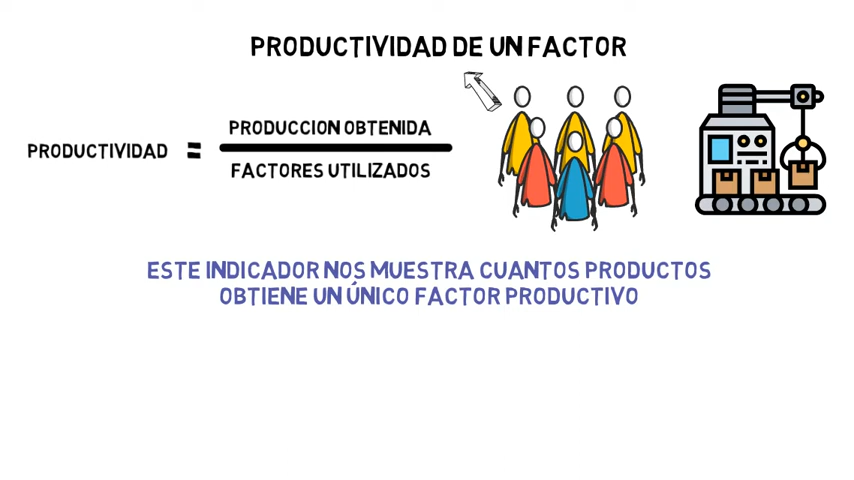 PRODUCTIVIDAD DE UN FACTOR
PRODUCTIVIDAD =
PRODUCCION OBTENIDA
FACTORES UTILIZADOS
ESTE INDICADOR NOS MUESTRA CUANTOS PRODUCTOS
OBTIENE UN ÚNICO FACTOR PRODUCTIVO